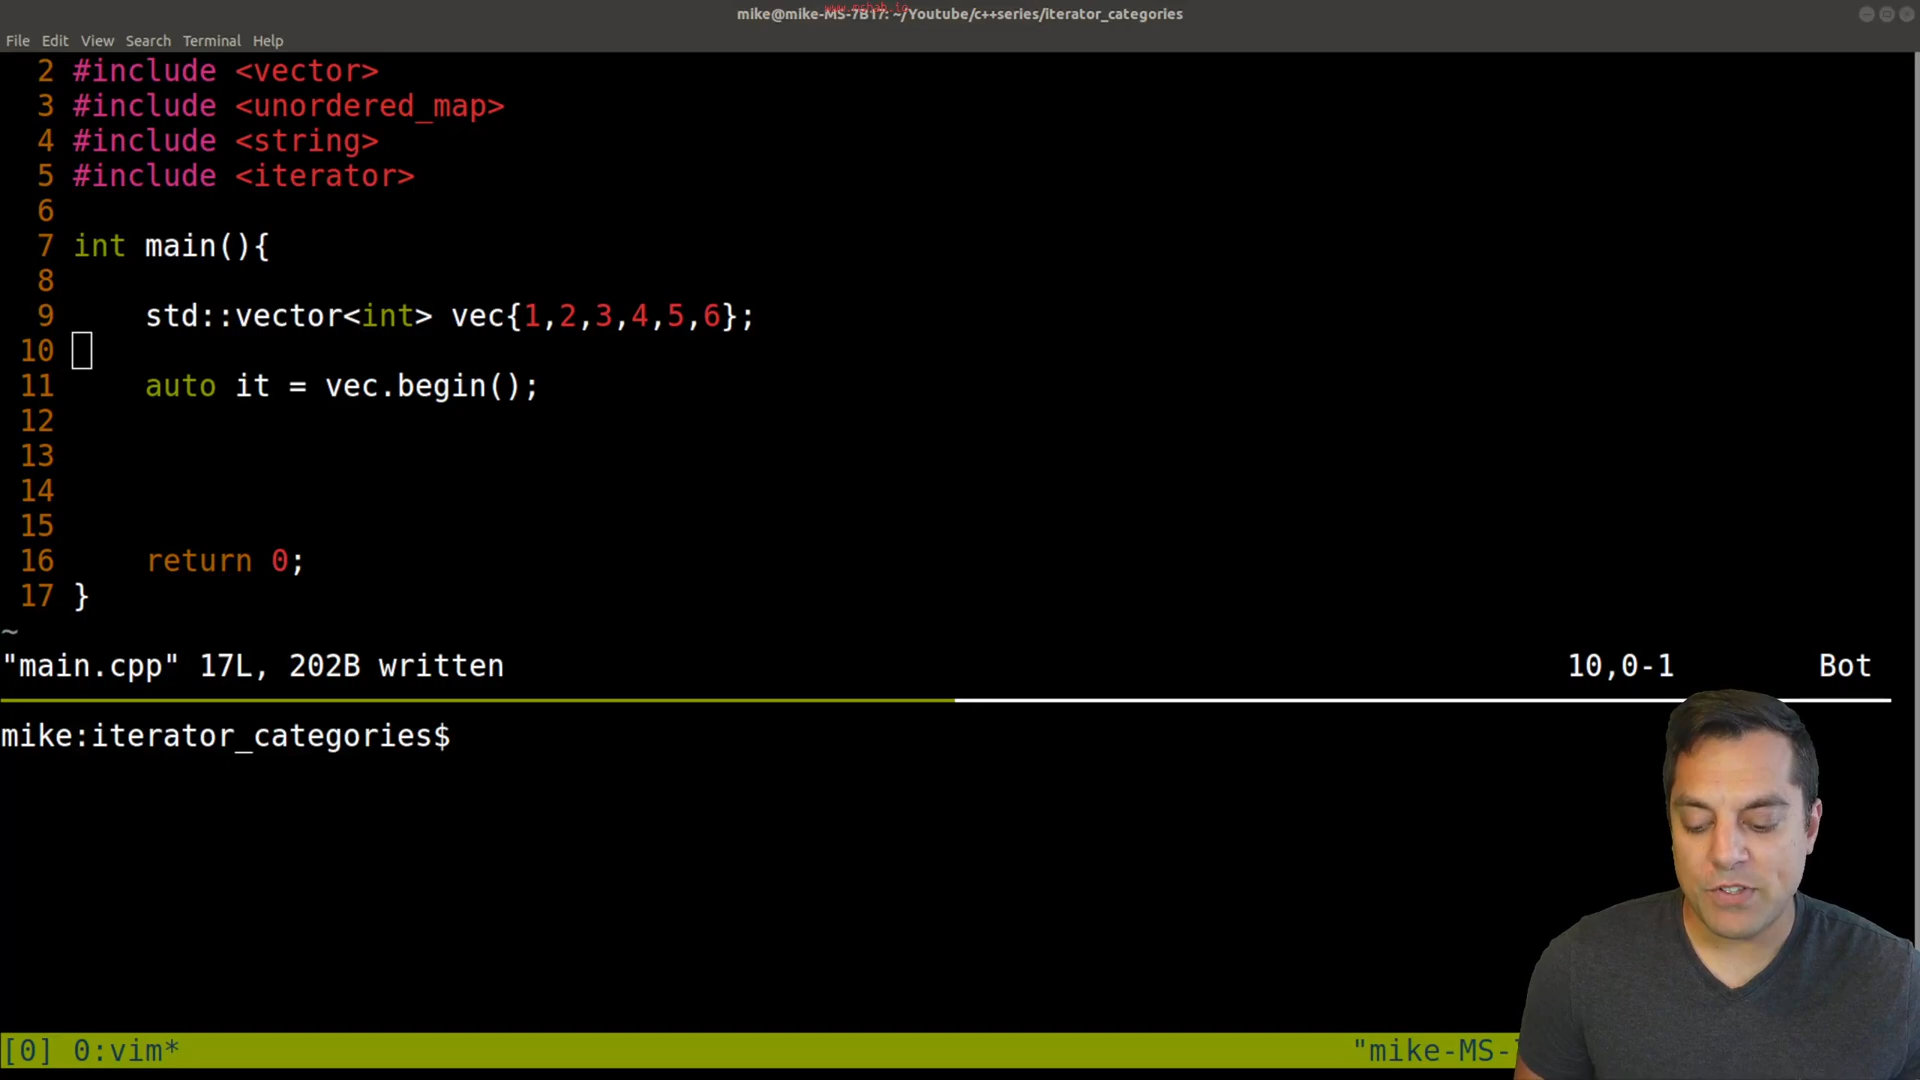 www.mshah.io
mike@mike-MS-7B17: ~/Youtube/c++series/iterator_categories
File Edit View Search Terminal Help
2 #include <vector>
3 #include <unordered_map>
4 #include <string>
5 #include <iterator>
6
7 int main(){
8
9 std::vector<int> vec{1,2,3,4,5,6};
10
11 auto it = vec.begin();
12
13
14
15
16 return 0;
17 }
~
"main.cpp" 17L, 202B written 10,0-1 Bot
mike:iterator_categories$
[0] 0:vim* "mike-MS-